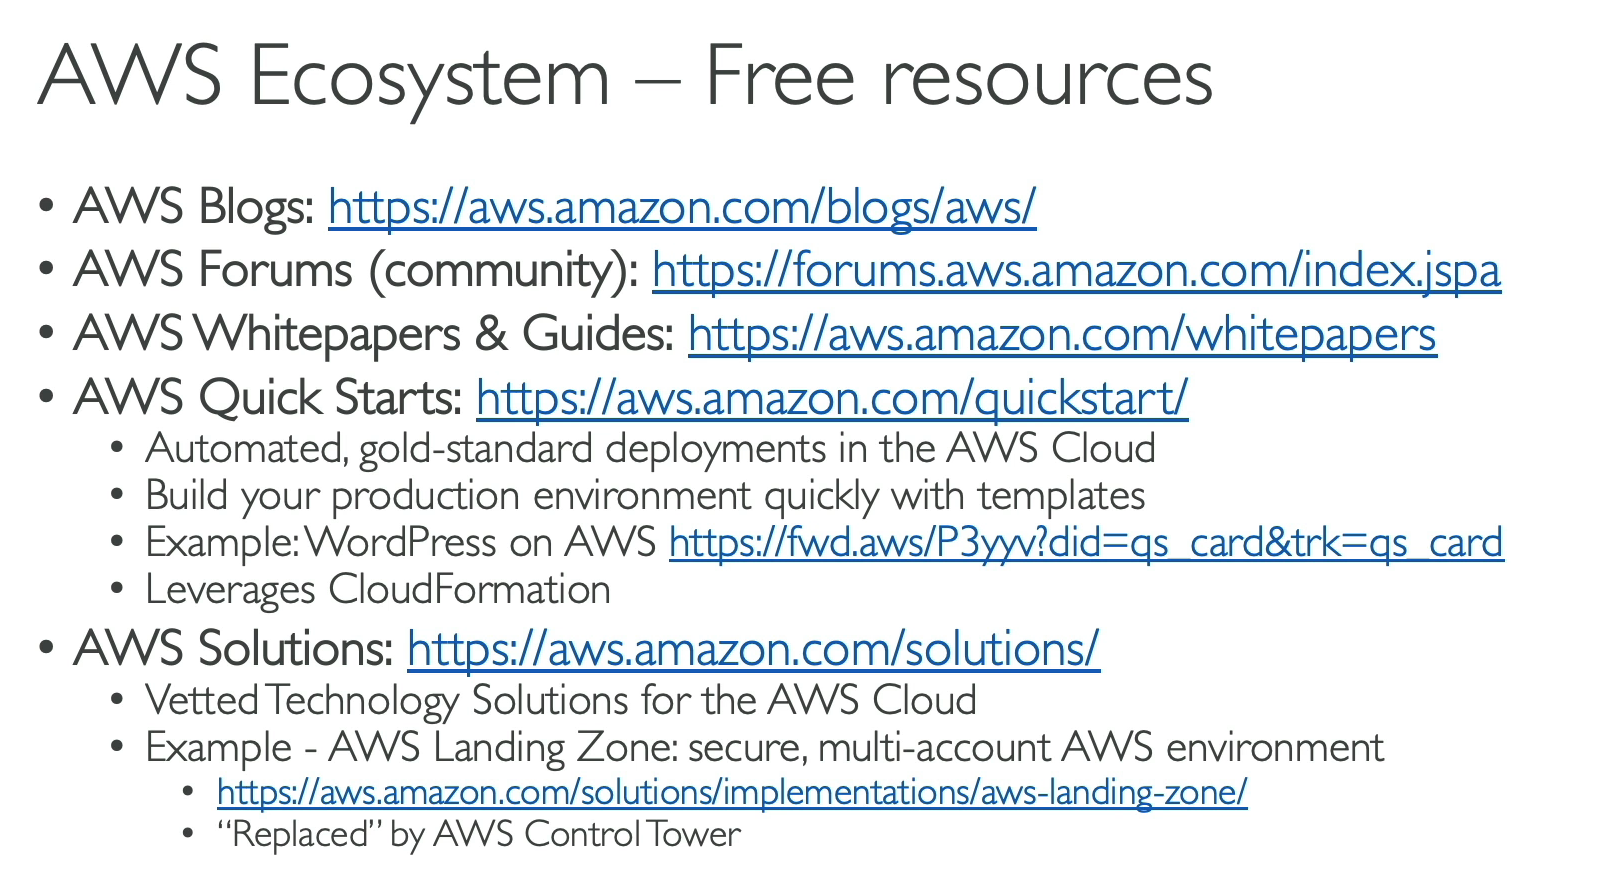 AWS Ecosystem – Free resources
• AWS Blogs: https://aws.amazon.com/blogs/aws/
• AWS Forums (community): https://forums.aws.amazon.com/index.jspa
• AWS Whitepapers & Guides: https://aws.amazon.com/whitepapers
• AWS Quick Starts: https://aws.amazon.com/quickstart/
• Automated, gold-standard deployments in the AWS Cloud
• Build your production environment quickly with templates
• Example: WordPress on AWS https://fwd.aws/P3yyv?did=qs_card&trk=qs_card
• Leverages CloudFormation
• AWS Solutions: https://aws.amazon.com/solutions/
• Vetted Technology Solutions for the AWS Cloud
• Example - AWS Landing Zone: secure, multi-account AWS environment
• https://aws.amazon.com/solutions/implementations/aws-landing-zone/
• “Replaced” by AWS Control Tower